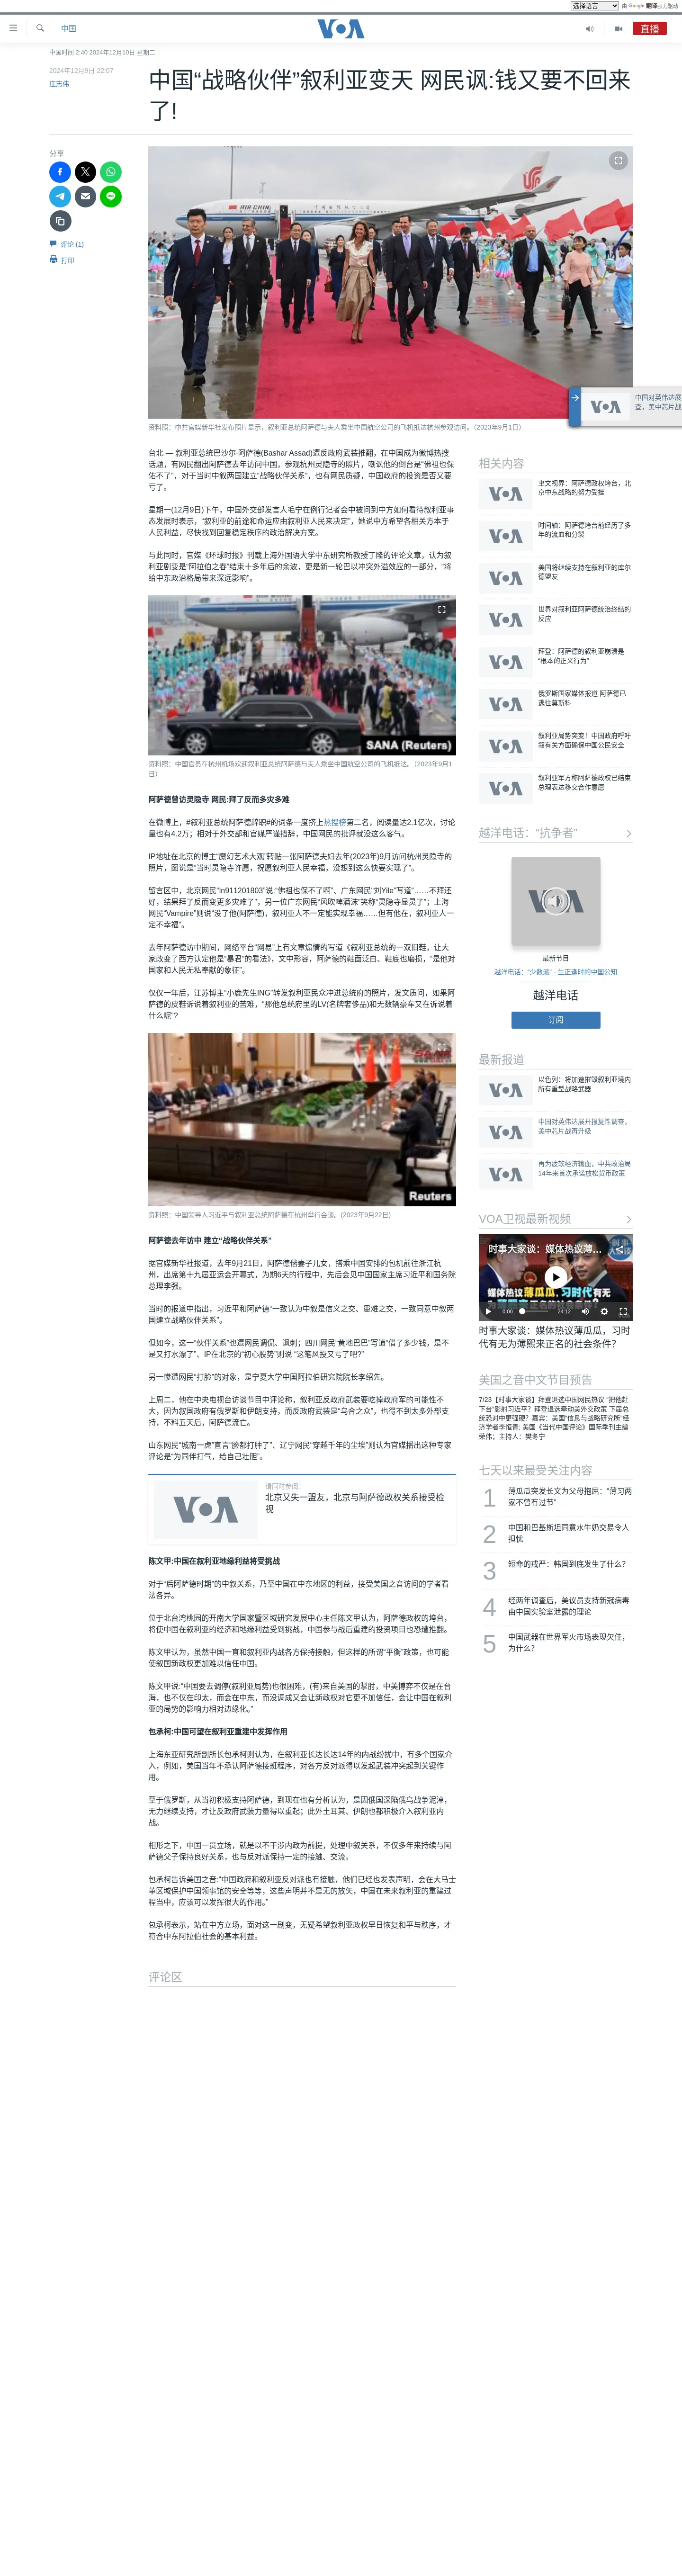 选择语言 由 Google 翻译强力驱动
中国
VOA
直播
中国时间 2:40 2024年12月10日 星期二
2024年12月9日 22:07
庄志伟
中国“战略伙伴”叙利亚变天 网民讽:钱又要不回来
了!
分享
评论 (1)
打印
资料照：中共官媒新华社发布照片显示，叙利亚总统阿萨德与夫人乘坐中国航空公司的飞机抵达杭州参观访问。(2023年9月1日)
中国对英伟达展
查，美中芯片战
台北 — 叙利亚总统巴沙尔·阿萨德(Bashar Assad)遭反政府武装推翻，在中国成为微博热搜
话题，有网民翻出阿萨德去年访问中国，参观杭州灵隐寺的照片，嘲讽他的倒台是“佛祖也保
佑不了”，对于当时中叙两国建立“战略伙伴关系”，也有网民质疑，中国政府的投资是否又要
亏了。
星期一(12月9日)下午，中国外交部发言人毛宁在例行记者会中被问到中方如何看待叙利亚事
态发展时表示，“叙利亚的前途和命运应由叙利亚人民来决定”，她说中方希望各相关方本于
人民利益，尽快找到回复稳定秩序的政治解决方案。
与此同时，官媒《环球时报》刊载上海外国语大学中东研究所教授丁隆的评论文章，认为叙
利亚剧变是“阿拉伯之春”结束十多年后的余波，更是新一轮巴以冲突外溢效应的一部分，“将
给中东政治格局带来深远影响”。
SANA (Reuters)
资料照：中国官员在杭州机场欢迎叙利亚总统阿萨德与夫人乘坐中国航空公司的飞机抵达。（2023年9月1
日）
阿萨德曾访灵隐寺 网民:拜了反而多灾多难
在微博上，#叙利亚总统阿萨德辞职#的词条一度挤上热搜榜第二名，阅读量达2.1亿次，讨论
量也有4.2万；相对于外交部和官媒严谨措辞，中国网民的批评就没这么客气。
IP地址在北京的博主“魔幻艺术大观”转贴一张阿萨德夫妇去年(2023年)9月访问杭州灵隐寺的
照片，图说是“当时灵隐寺许愿，祝愿叙利亚人民幸福，没想到这么快要实现了”。
留言区中，北京网民“ln911201803”说:“佛祖也保不了啊”、广东网民“刘Yile”写道“……不拜还
好，结果拜了反而变更多灾难了”，另一位广东网民“风吹啤酒沫”笑称“灵隐寺显灵了”；上海
网民“Vampire”则说“没了他(阿萨德)，叙利亚人不一定能实现幸福……但有他在，叙利亚人一
定不幸福”。
去年阿萨德访中期间，网络平台“网易”上有文章煽情的写道《叙利亚总统的一双旧鞋，让大
家改变了西方认定他是“暴君”的看法》，文中形容，阿萨德的鞋面泛白、鞋底也磨损，“是他对
国家和人民无私奉献的象征”。
仅仅一年后，江苏博主“小鹿先生ING”转发叙利亚民众冲进总统府的照片，发文质问，如果阿
萨德的皮鞋诉说着叙利亚的苦难，“那他总统府里的LV(名牌奢侈品)和无数辆豪车又在诉说着
什么呢”?
Reuters
资料照：中国领导人习近平与叙利亚总统阿萨德在杭州举行会谈。(2023年9月22日)
阿萨德去年访中 建立“战略伙伴关系”
据官媒新华社报道，去年9月21日，阿萨德偕妻子儿女，搭乘中国安排的包机前往浙江杭
州，出席第十九届亚运会开幕式，为期6天的行程中，先后会见中国国家主席习近平和国务院
总理李强。
当时的报道中指出，习近平和阿萨德“一致认为中叙是信义之交、患难之交，一致同意中叙两
国建立战略伙伴关系”。
但如今，这一“伙伴关系”也遭网民调侃、讽刺；四川网民“黄地巴巴”写道“借了多少钱，是不
是又打水漂了”、IP在北京的“初心股势”则说 “这笔风投又亏了吧?”
另一惨遭网民“打脸”的对象，是宁夏大学中国阿拉伯研究院院长李绍先。
上周二，他在中央电视台访谈节目中评论称，叙利亚反政府武装要吃掉政府军的可能性不
大，因为叙国政府有俄罗斯和伊朗支持，而反政府武装是“乌合之众”，也得不到太多外部支
持，不料五天后，阿萨德流亡。
山东网民“城南一虎”直言“脸都打肿了”、辽宁网民“穿越千年的尘埃”则认为官媒播出这种专家
评论是“为同伴打气，给自己壮胆”。
请同时参阅:
北京又失一盟友，北京与阿萨德政权关系接受检
视
陈文甲:中国在叙利亚地缘利益将受挑战
对于“后阿萨德时期”的中叙关系，乃至中国在中东地区的利益，接受美国之音访问的学者看
法各异。
位于北台湾桃园的开南大学国家暨区域研究发展中心主任陈文甲认为，阿萨德政权的垮台，
将使中国在叙利亚的经济和地缘利益受到挑战，中国参与战后重建的投资项目也恐遭推翻。
陈文甲认为，虽然中国一直和叙利亚内战各方保持接触，但这样的所谓“平衡”政策，也可能
使叙国新政权更加难以信任中国。
陈文甲说:“中国要去调停(叙利亚局势)也很困难，(有)来自美国的掣肘，中美博弈不仅是在台
海，也不仅在印太，而会在中东，而没调成又会让新政权对它更不加信任，会让中国在叙利
亚的局势的影响力相对边缘化。”
包承柯:中国可望在叙利亚重建中发挥作用
上海东亚研究所副所长包承柯则认为，在叙利亚长达长达14年的内战纷扰中，有多个国家介
入，例如，美国当年不承认阿萨德接班程序，对各方反对派得以发起武装冲突起到关键作
用。
至于俄罗斯，从当初积极支持阿萨德，到现在也有分析认为，是因俄国深陷俄乌战争泥淖，
无力继续支持，才让反政府武装力量得以重起；此外土耳其、伊朗也都积极介入叙利亚内
战。
相形之下，中国一贯立场，就是以不干涉内政为前提，处理中叙关系，不仅多年来持续与阿
萨德父子保持良好关系，也与反对派保持一定的接触、交流。
包承柯告诉美国之音:“中国政府和叙利亚反对派也有接触，他们已经也发表声明，会在大马士
革区域保护中国领事馆的安全等等，这些声明并不是无的放矢，中国在未来叙利亚的重建过
程当中，应该可以发挥很大的作用。”
包承柯表示，站在中方立场，面对这一剧变，无疑希望叙利亚政权早日恢复和平与秩序，才
符合中东阿拉伯社会的基本利益。
评论区
相关内容
聿文视界：阿萨德政权垮台，北
京中东战略的努力受挫
时间轴：阿萨德垮台前经历了多
年的流血和分裂
美国将继续支持在叙利亚的库尔
德盟友
世界对叙利亚阿萨德统治终结的
反应
拜登：阿萨德的叙利亚崩溃是
“根本的正义行为”
俄罗斯国家媒体报道 阿萨德已
逃往莫斯科
叙利亚局势突变！中国政府呼吁
叙有关方面确保中国公民安全
叙利亚军方称阿萨德政权已结束
总理表达移交合作意愿
越洋电话：“抗争者”
最新节目
越洋电话：“少数派” - 生正逢时的中国公知
越洋电话
订阅
最新报道
以色列：将加速摧毁叙利亚境内
所有重型战略武器
中国对英伟达展开报复性调查，
美中芯片战再升级
再为疲软经济输血，中共政治局
14年来首次承诺放松货币政策
VOA卫视最新视频
时事大家谈：媒体热议薄…
媒体热议薄瓜瓜，习时代有
0:00 24:12
时事大家谈：媒体热议薄瓜瓜，习时
代有无为薄熙来正名的社会条件？
美国之音中文节目预告
7/23【时事大家谈】拜登退选中国网民热议 “把他赶
下台”影射习近平？拜登退选牵动美外交政策 下届总
统恐对中更强硬？嘉宾：美国“信息与战略研究所”经
济学者李恒青; 美国《当代中国评论》国际季刊主编
荣伟；主持人：樊冬宁
七天以来最受关注内容
1 薄瓜瓜突发长文为父母抱屈：“薄习两
家不曾有过节”
2 中国和巴基斯坦同意水牛奶交易令人
担忧
3 短命的戒严：韩国到底发生了什么？
4 经两年调查后，美议员支持新冠病毒
由中国实验室泄露的理论
5 中国武器在世界军火市场表现欠佳，
为什么？